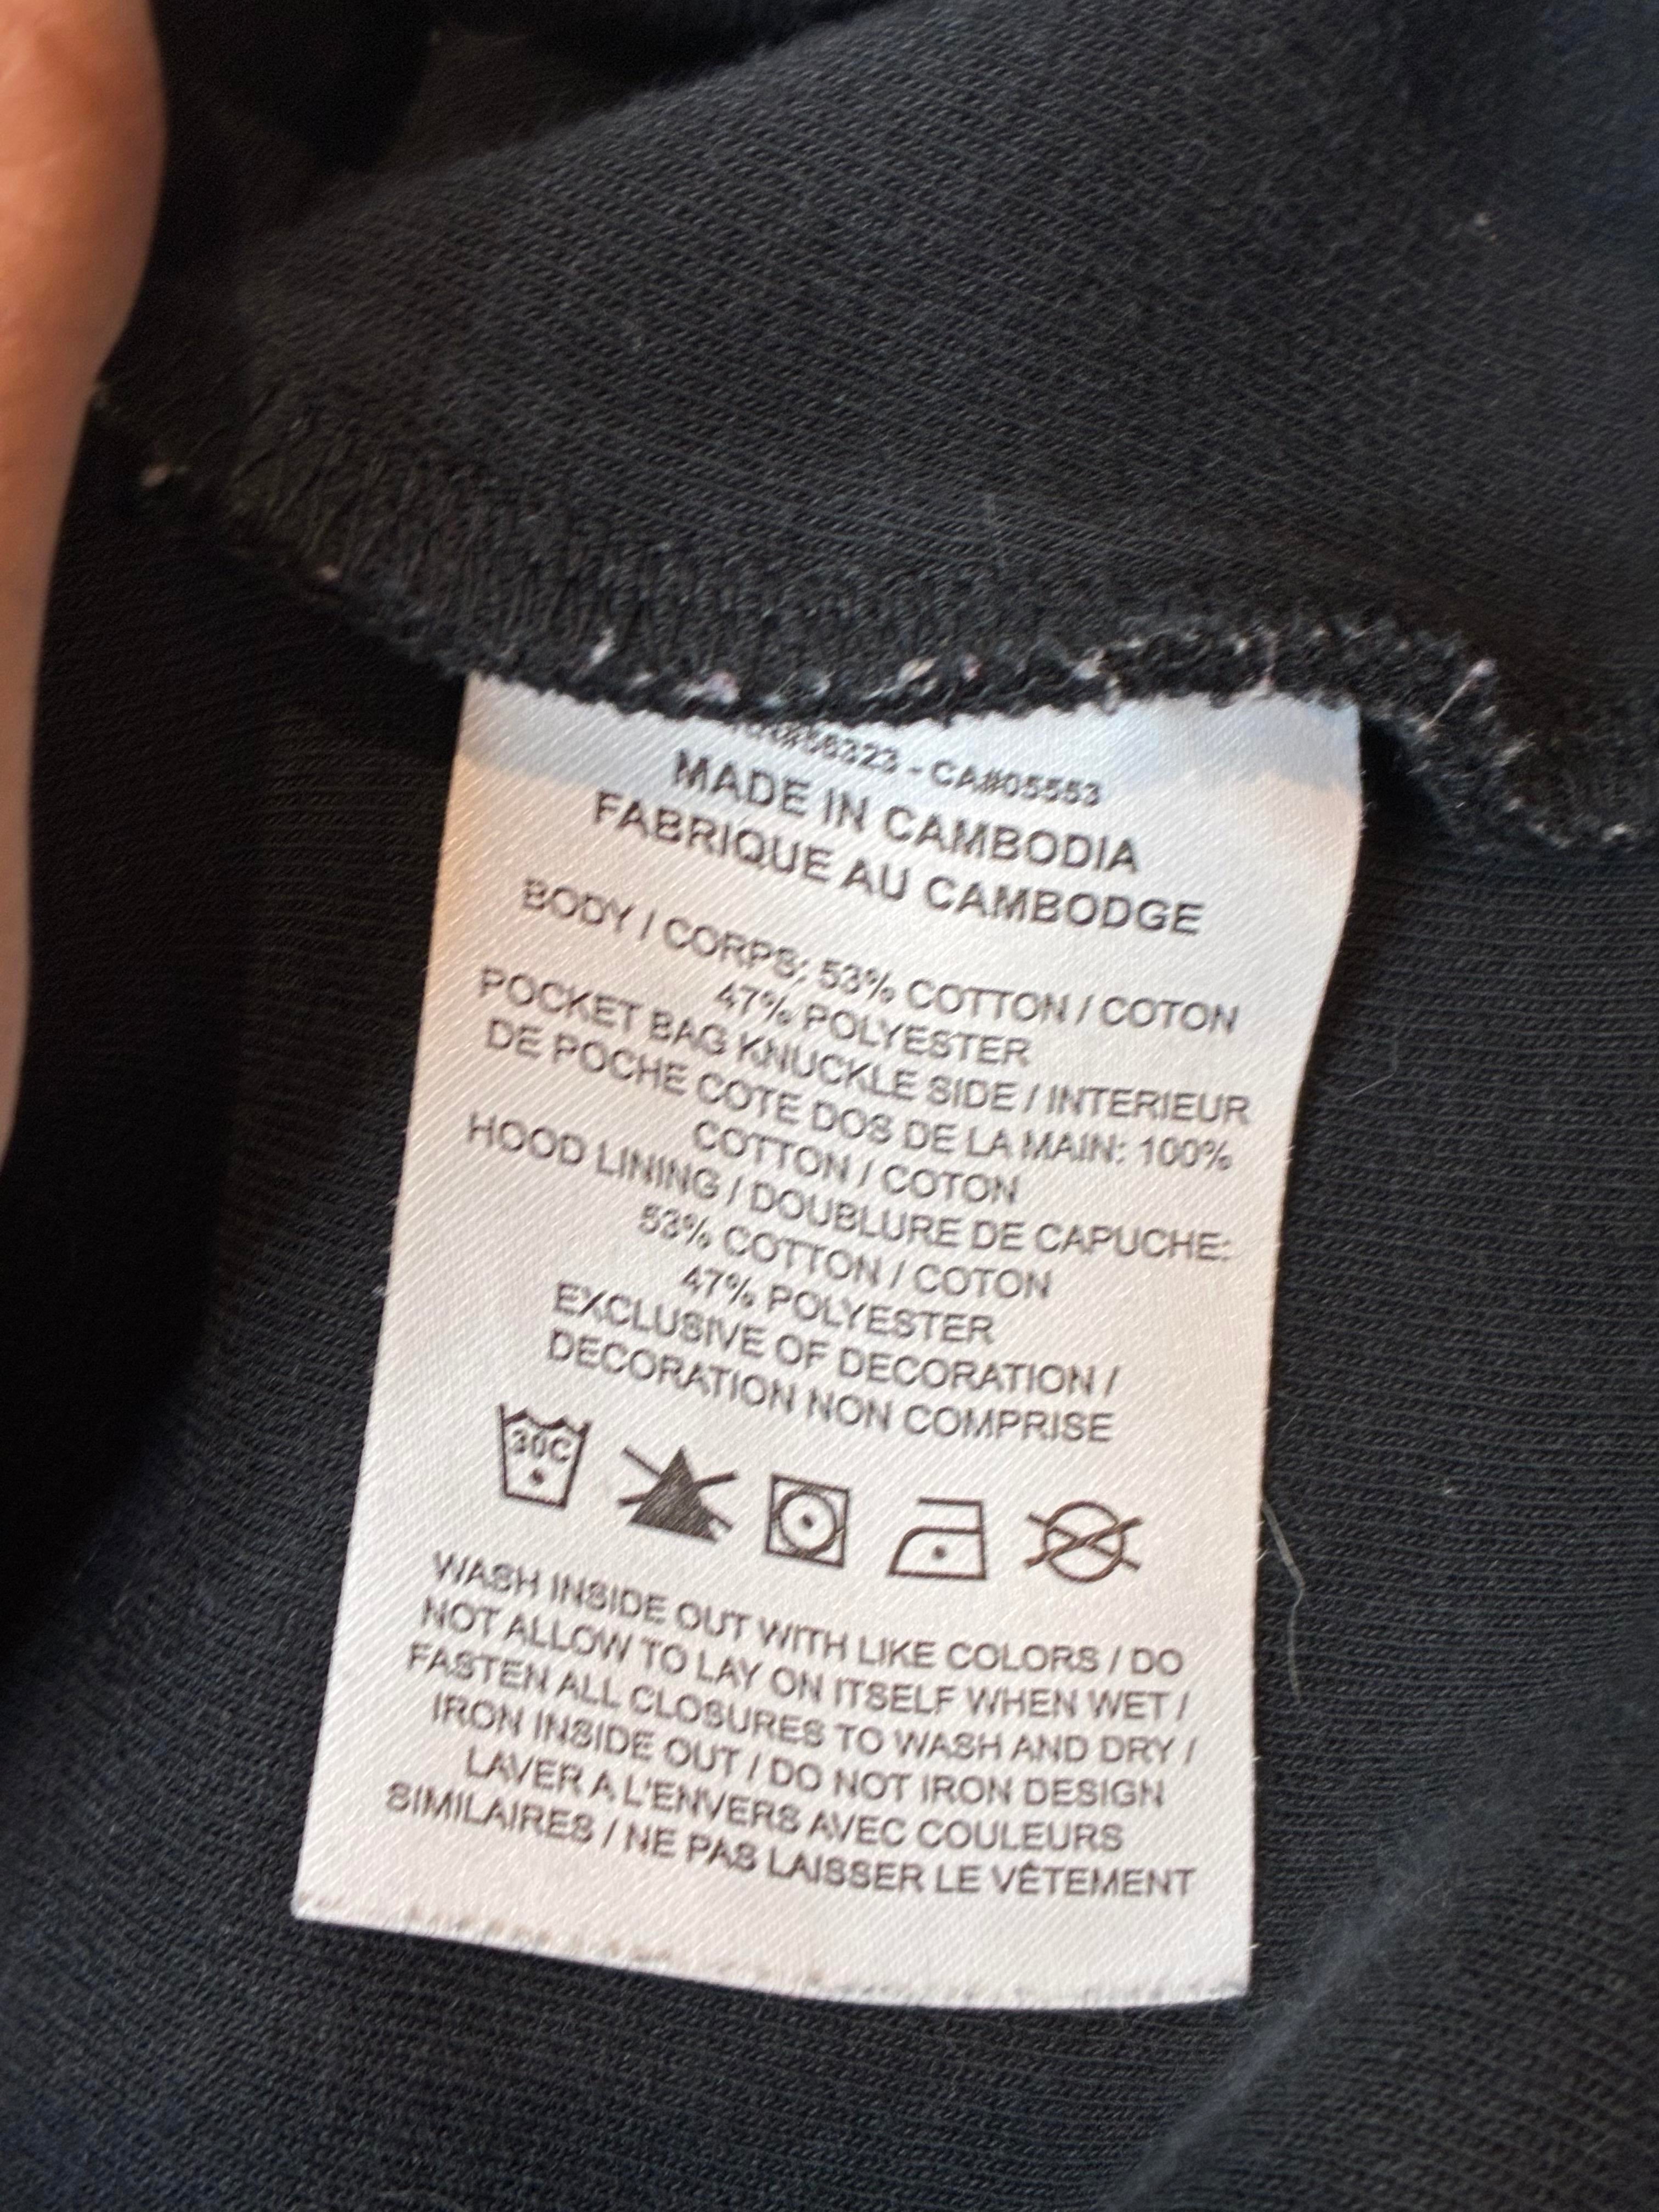 RN#56323 - CA#05553
MADE IN CAMBODIA
FABRIQUE AU CAMBODGE
BODY / CORPS: 53% COTTON / COTON
47% POLYESTER
POCKET BAG KNUCKLE SIDE / INTERIEUR
DE POCHE COTE DOS DE LA MAIN: 100%
COTTON / COTON
HOOD LINING / DOUBLURE DE CAPUCHE:
53% COTTON / COTON
47% POLYESTER
EXCLUSIVE OF DECORATION /
DECORATION NON COMPRISE
30C
WASH INSIDE OUT WITH LIKE COLORS / DO
NOT ALLOW TO LAY ON ITSELF WHEN WET /
FASTEN ALL CLOSURES TO WASH AND DRY /
IRON INSIDE OUT / DO NOT IRON DESIGN
LAVER A L'ENVERS AVEC COULEURS
SIMILAIRES / NE PAS LAISSER LE VÊTEMENT